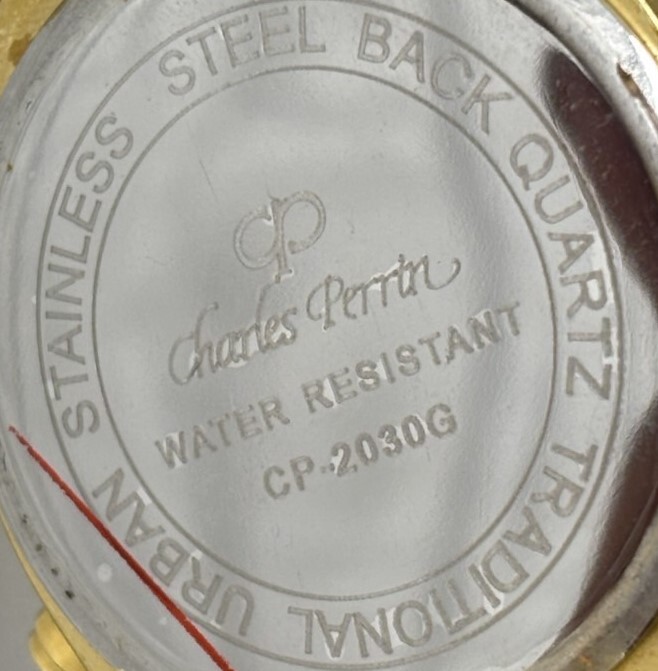 STAINLESS STEEL BACK QUARTZ TRADITIONAL URBAN
cp
Charles Perrin
WATER RESISTANT
CP-2030G